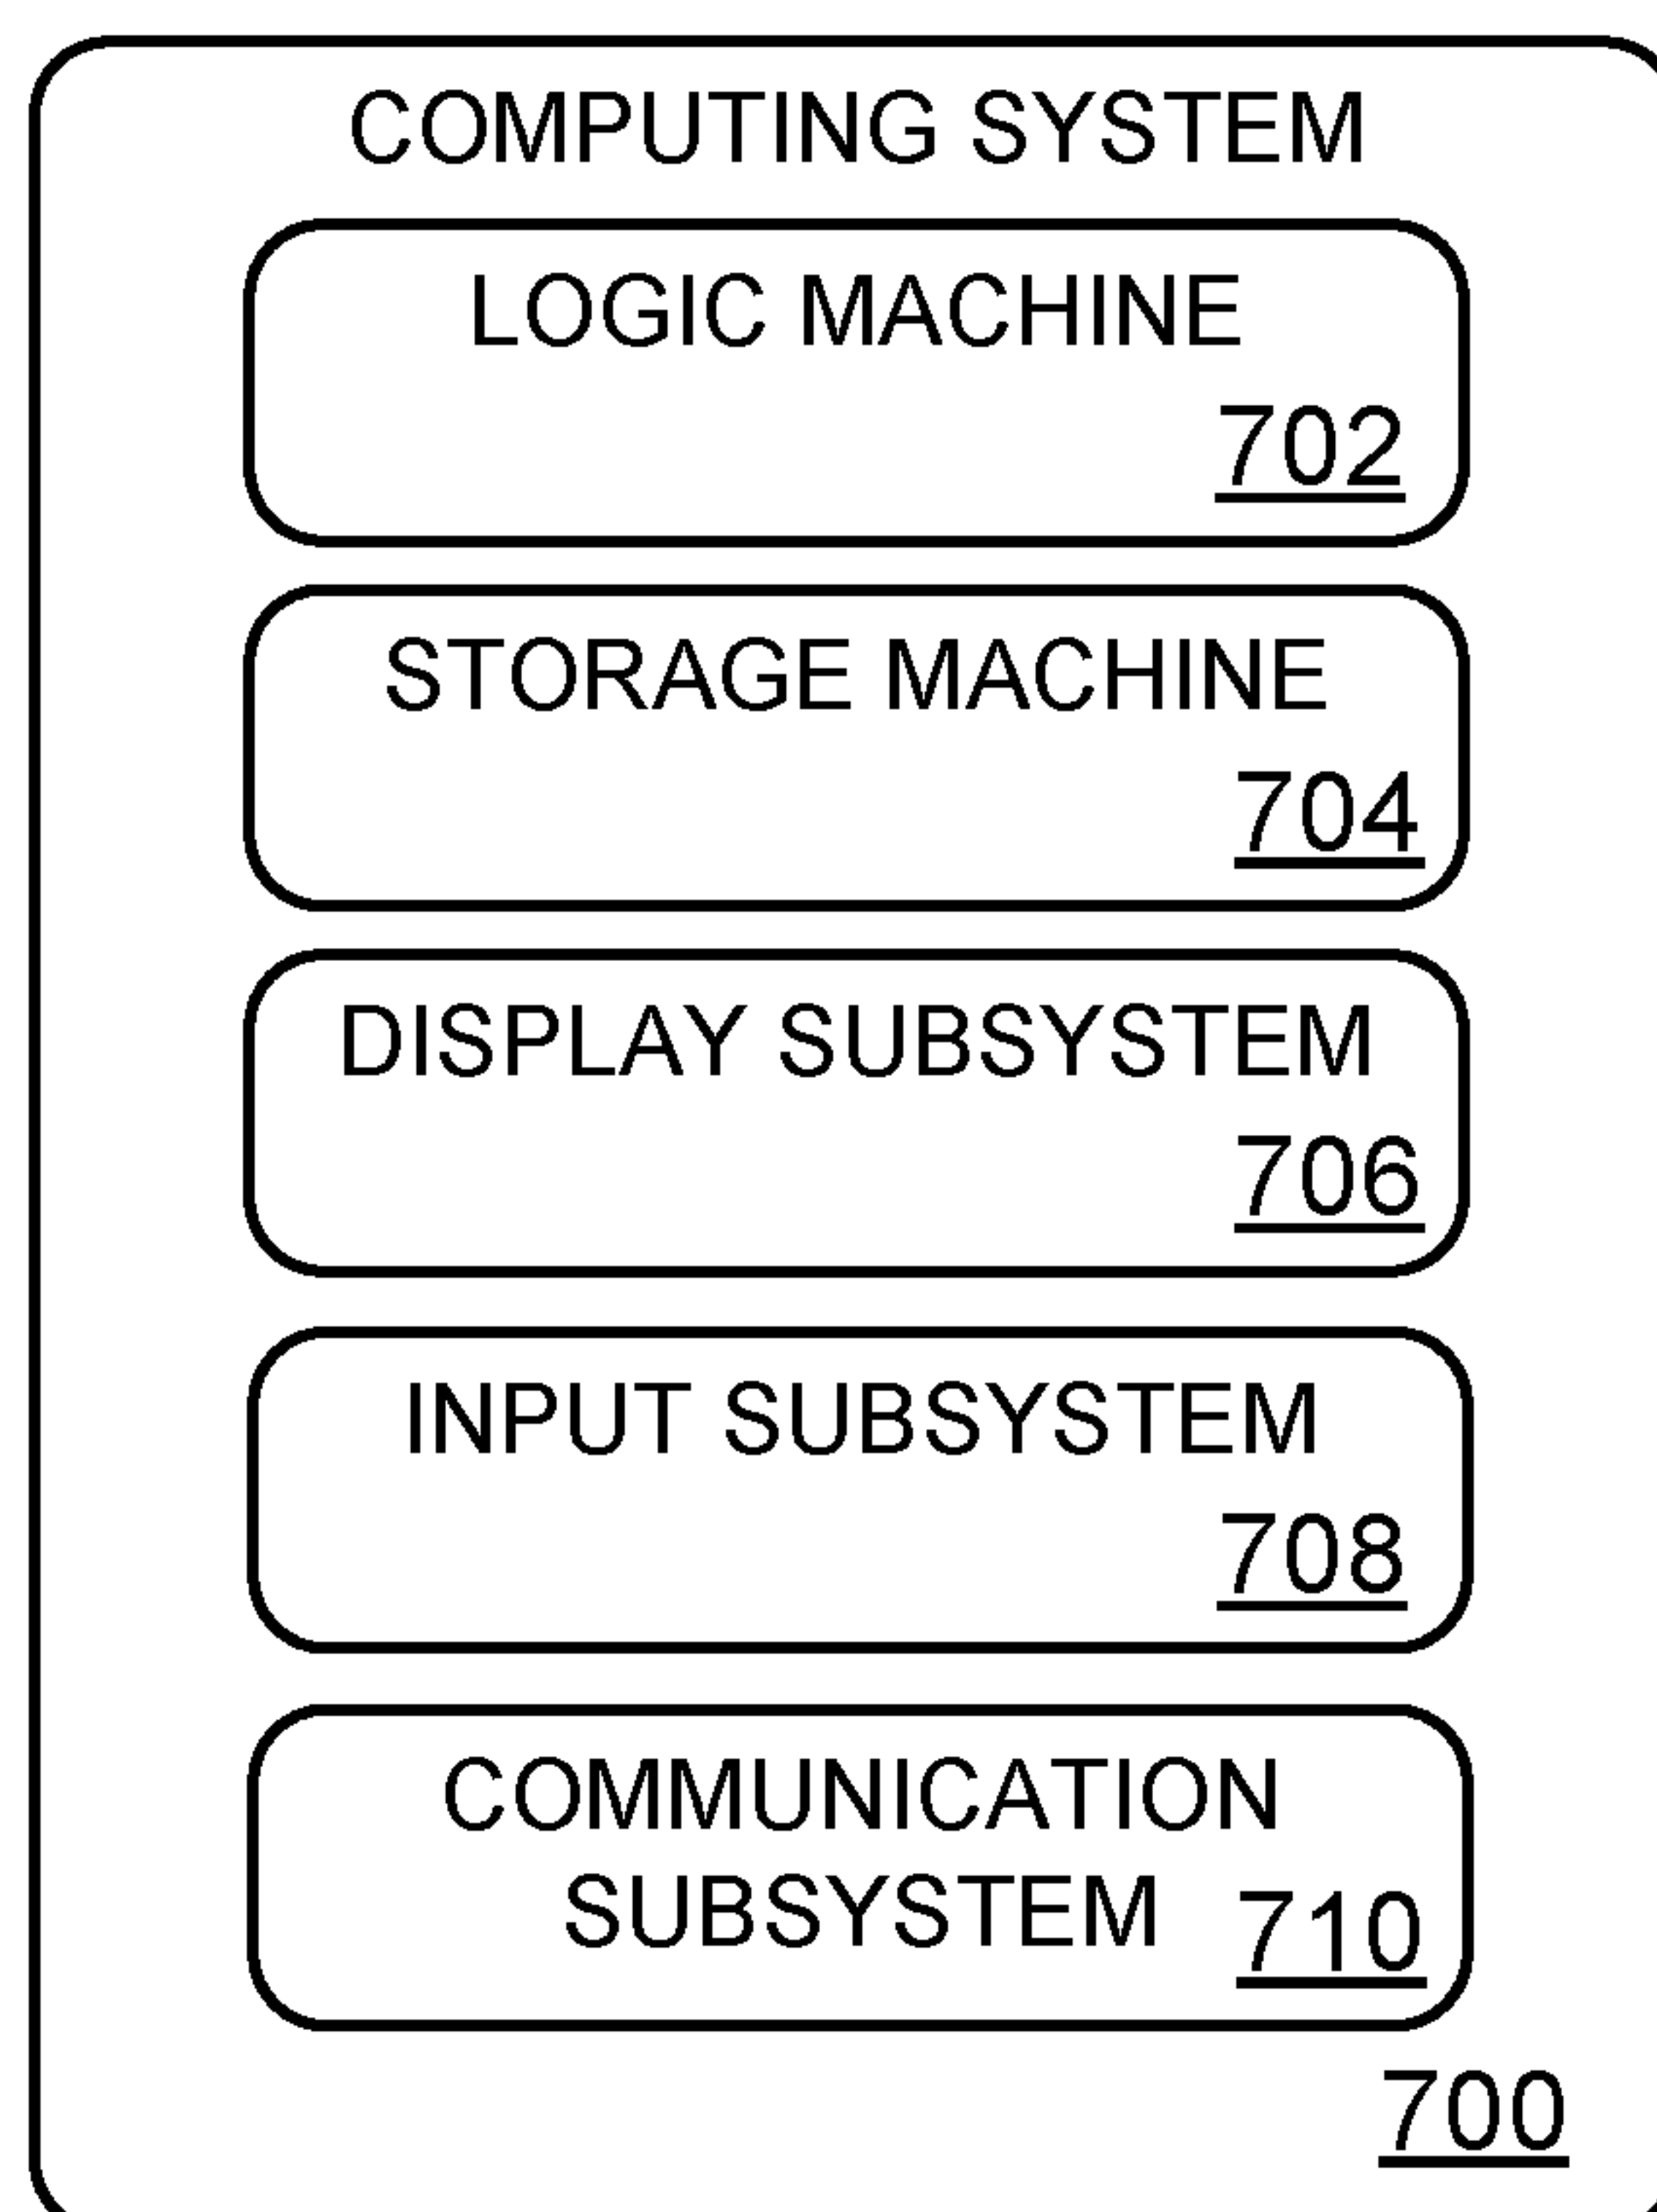 COMPUTING SYSTEM
LOGIC MACHINE
702
STORAGE MACHINE
704
DISPLAY SUBSYSTEM
706
INPUT SUBSYSTEM
708
COMMUNICATION
SUBSYSTEM 710
700